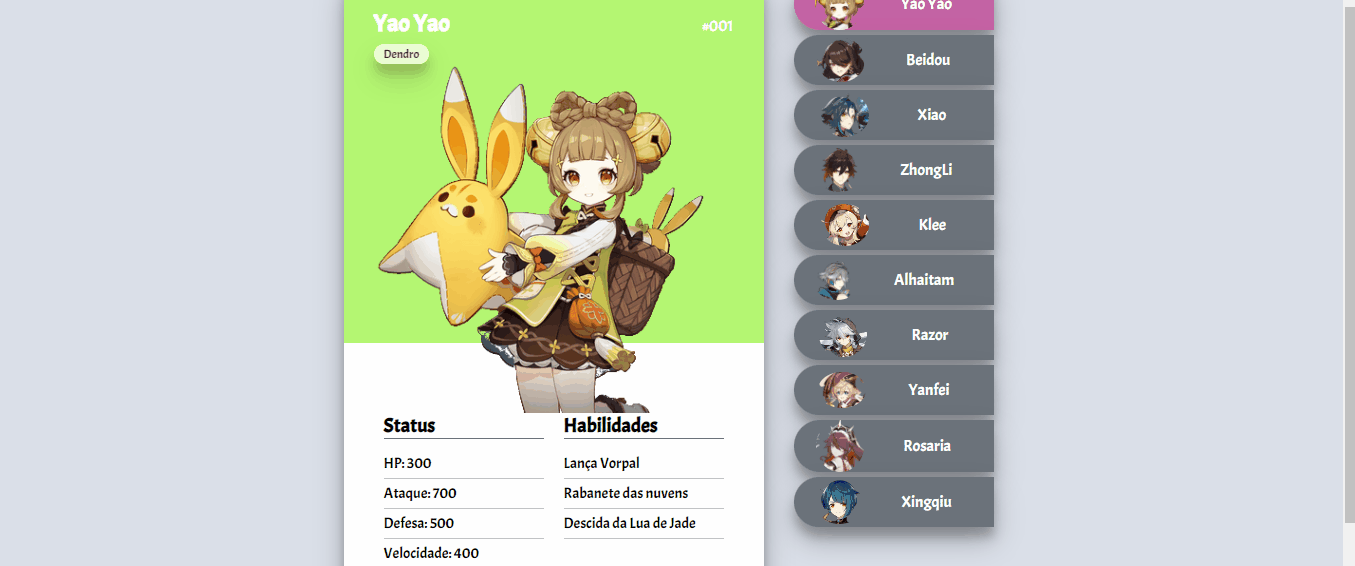 Yao Yao
#001
Dendro
Status
HP: 300
Ataque: 700
Defesa: 500
Velocidade: 400
Habilidades
Lança Vorpal
Rabanete das nuvens
Descida da Lua de Jade
Yao Yao
Beidou
Xiao
ZhongLi
Klee
Alhaitam
Razor
Yanfei
Rosaria
Xingqiu